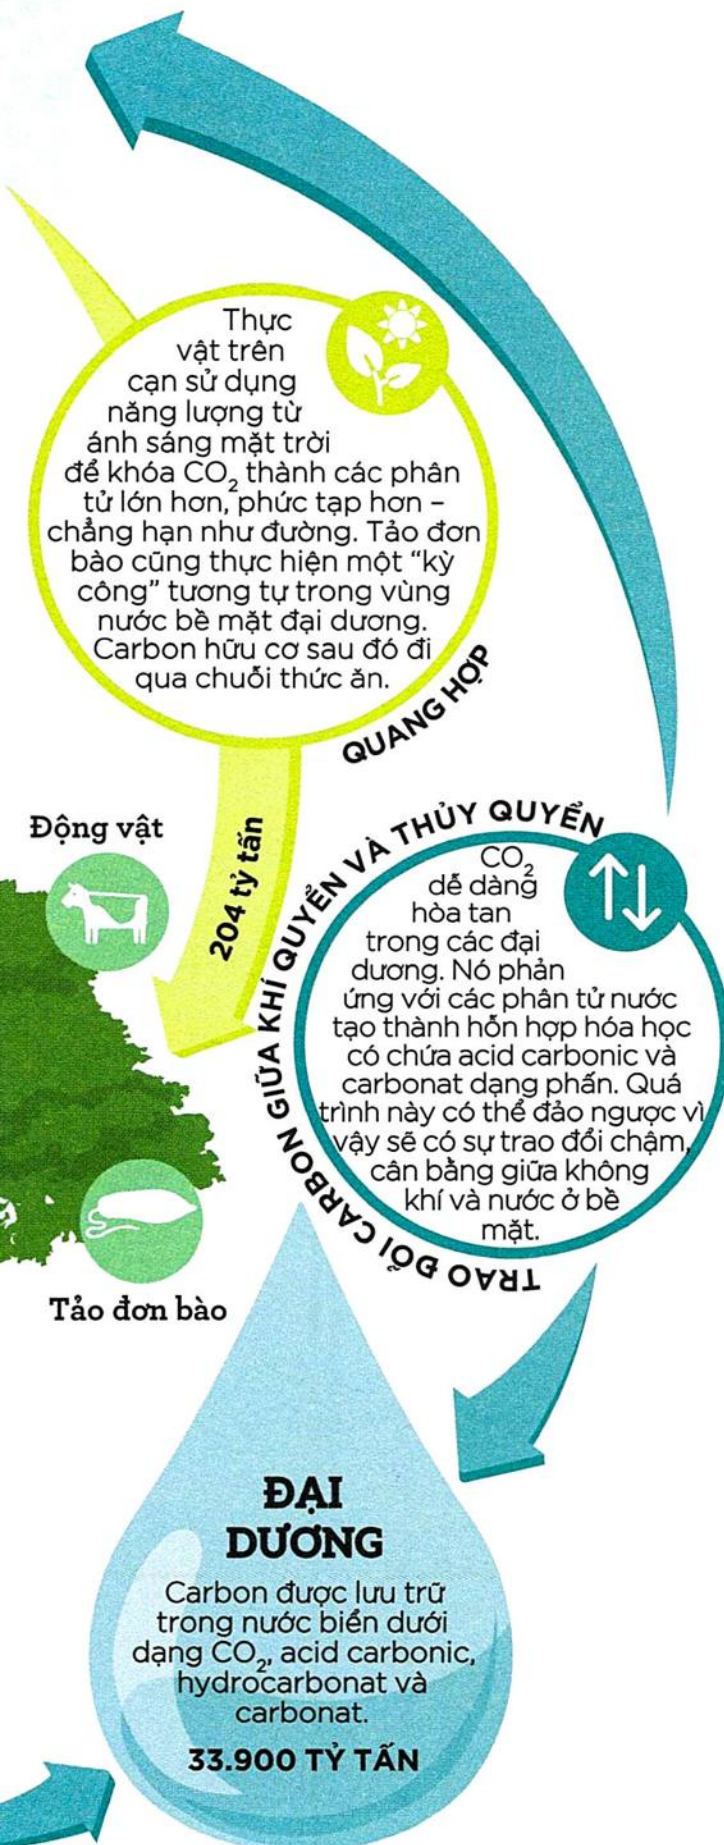 Thực
vật trên
cạn sử dụng
năng lượng từ
ánh sáng mặt trời
để khóa CO₂ thành các phân
tử lớn hơn, phức tạp hơn –
chẳng hạn như đường. Tảo đơn
bào cũng thực hiện một “kỳ
công” tương tự trong vùng
nước bề mặt đại dương.
Carbon hữu cơ sau đó đi
qua chuỗi thức ăn.
QUANG HỢP
204 tỷ tấn
Động vật
TRAO ĐỔI CARBON GIỮA KHÍ QUYỂN VÀ THỦY QUYỂN
CO₂
dễ dàng
hòa tan
trong các đại
dương. Nó phản
ứng với các phân tử nước
tạo thành hỗn hợp hóa học
có chứa acid carbonic và
carbonat dạng phấn. Quá
trình này có thể đảo ngược vì
vậy sẽ có sự trao đổi chậm,
cân bằng giữa không
khí và nước ở bề
mặt.
Tảo đơn bào
ĐẠI
DƯƠNG
Carbon được lưu trữ
trong nước biển dưới
dạng CO₂, acid carbonic,
hydrocarbonat và
carbonat.
33.900 TỶ TẤN